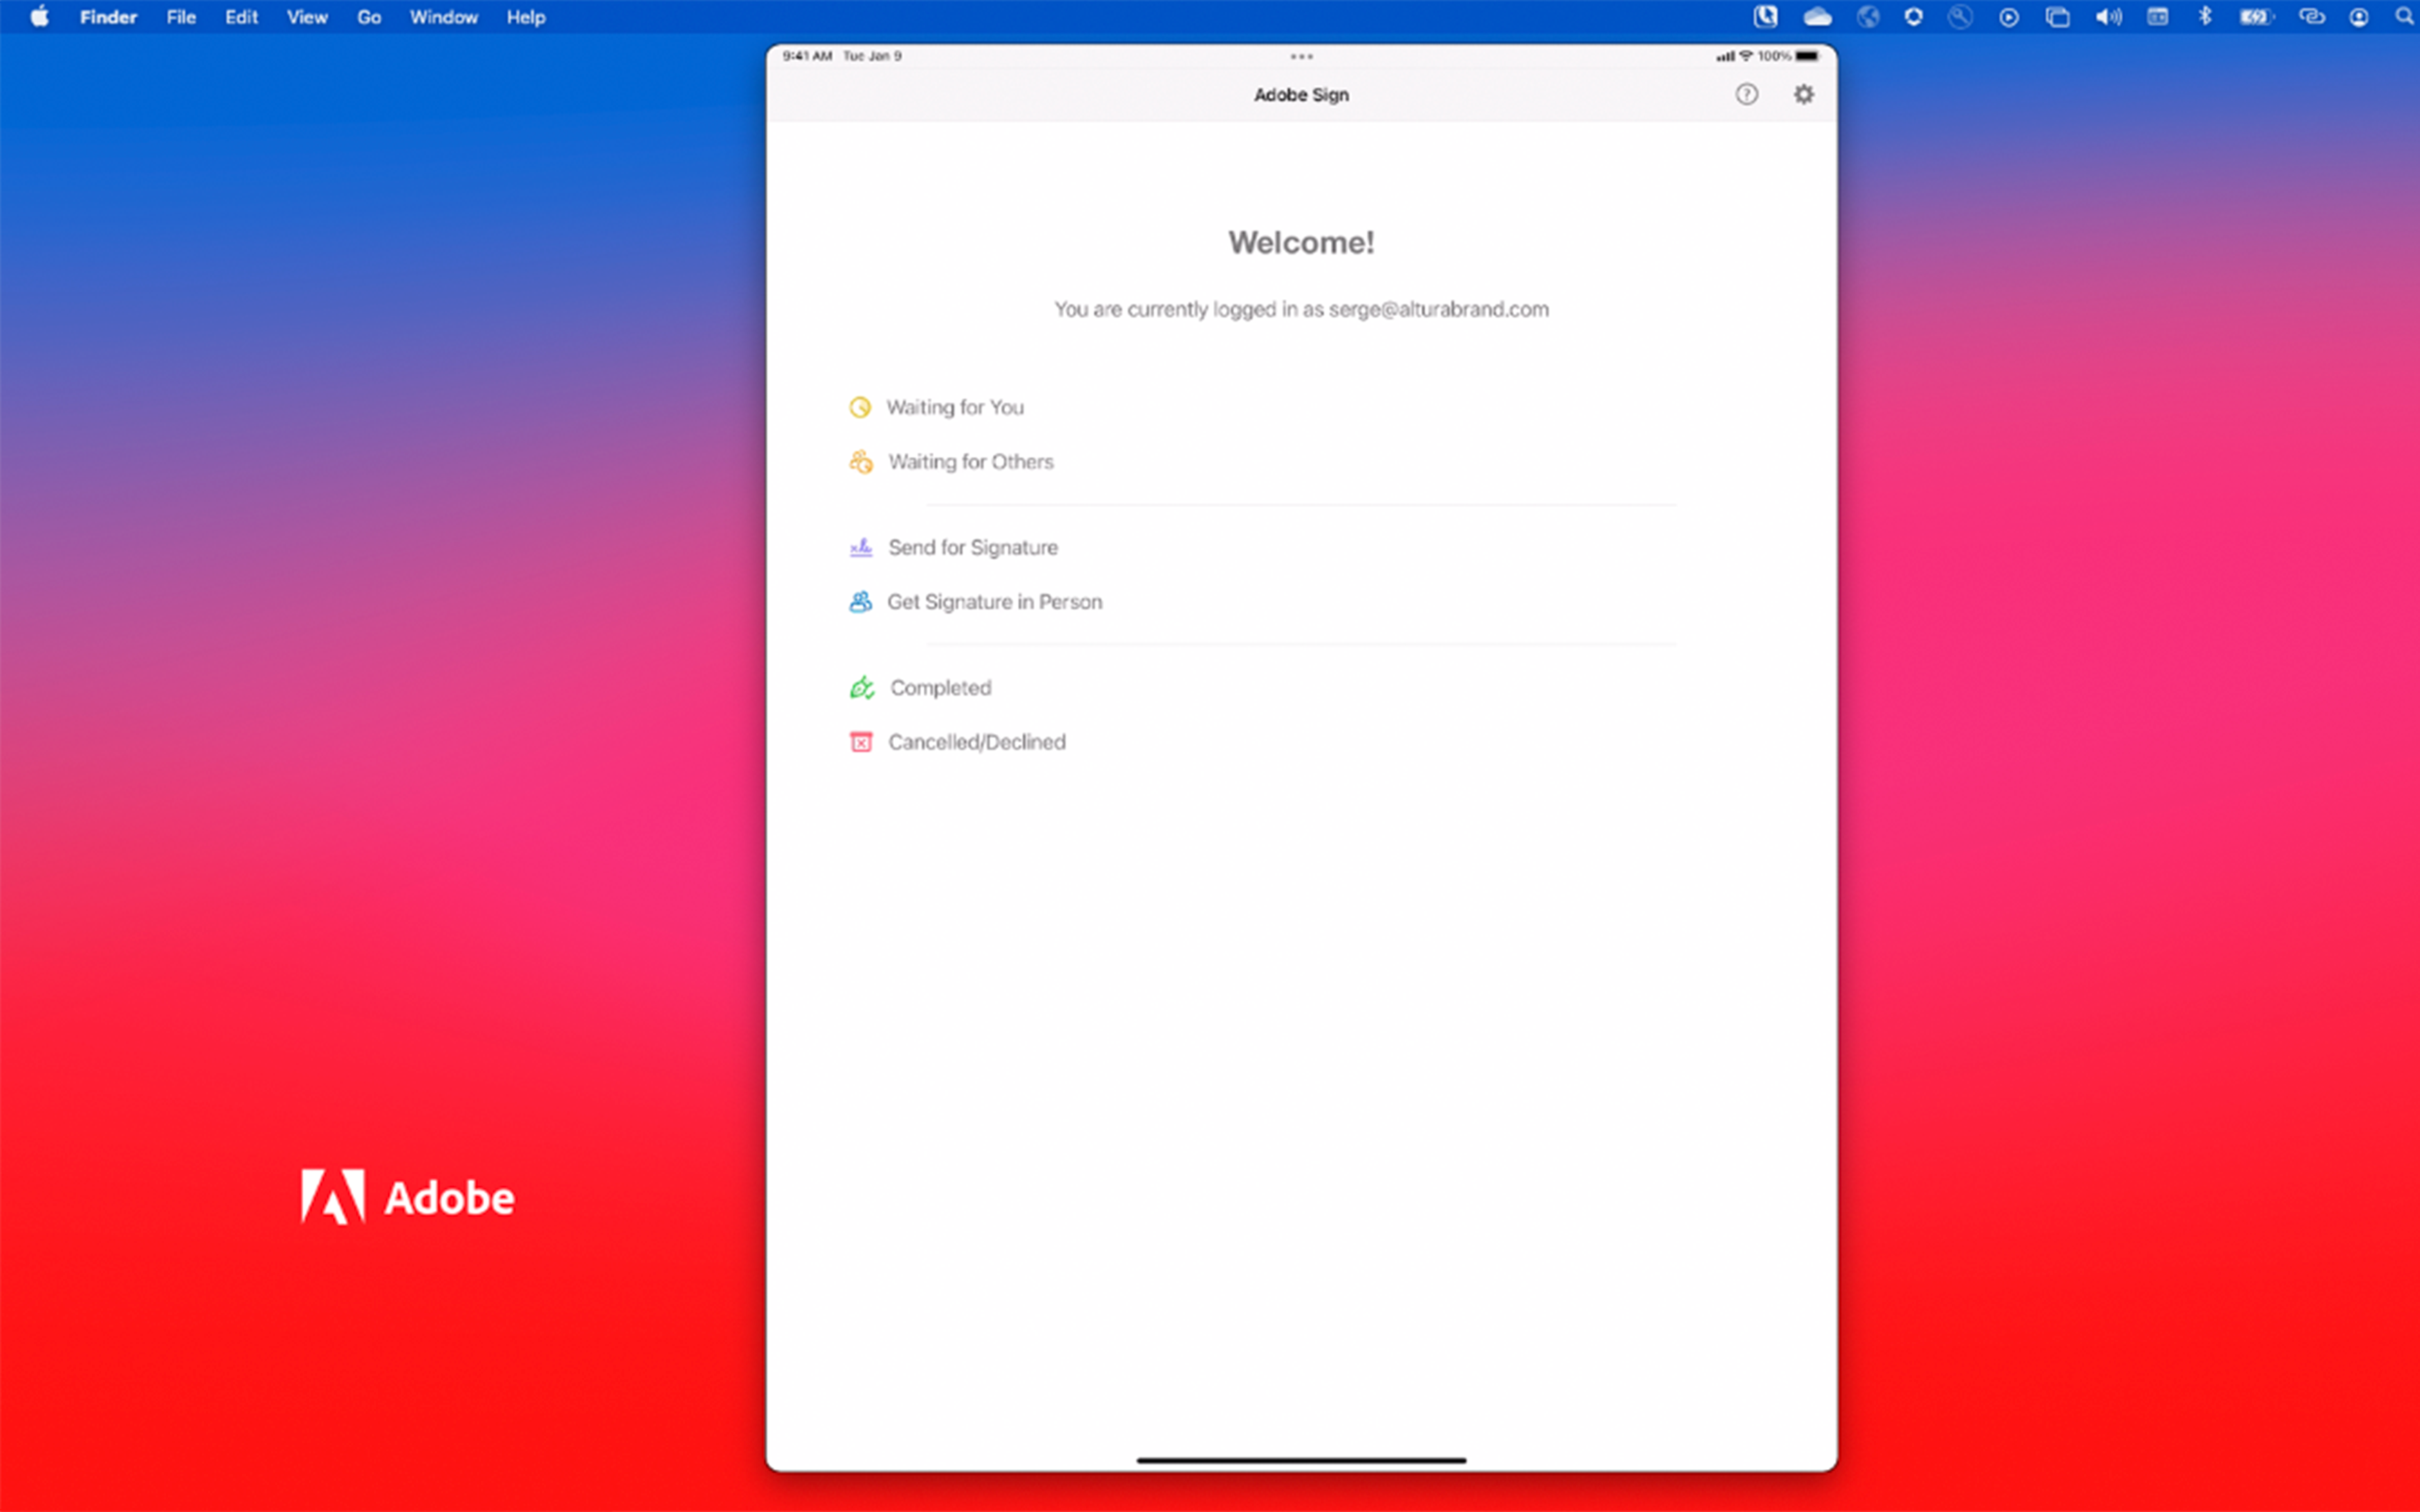 Finder File Edit View Go Window Help
9:41 AM Tue Jan 9
100%
Adobe Sign
Welcome!
You are currently logged in as serge@alturabrand.com
Waiting for You
Waiting for Others
Send for Signature
Get Signature in Person
Completed
Cancelled/Declined
Adobe